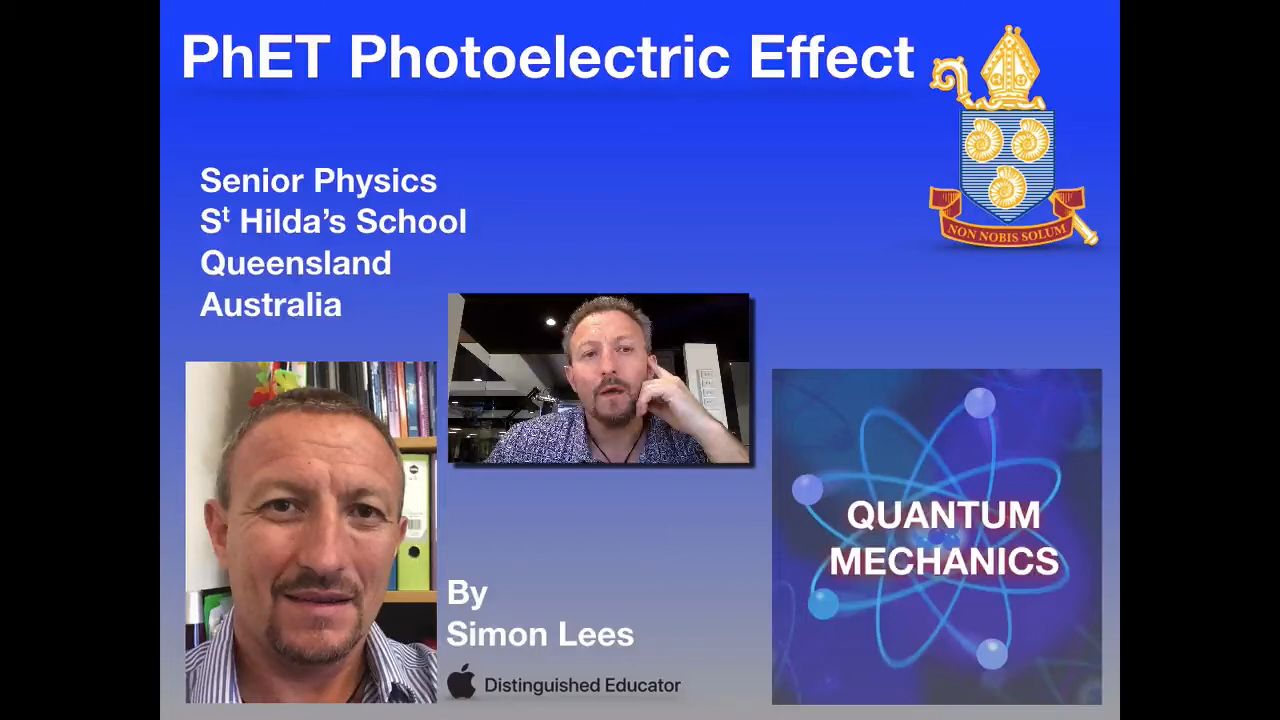 PhET Photoelectric Effect
Senior Physics
Sᵗ Hilda’s School
Queensland
Australia
NON NOBIS SOLUM
QUANTUM
MECHANICS
By
Simon Lees
Distinguished Educator